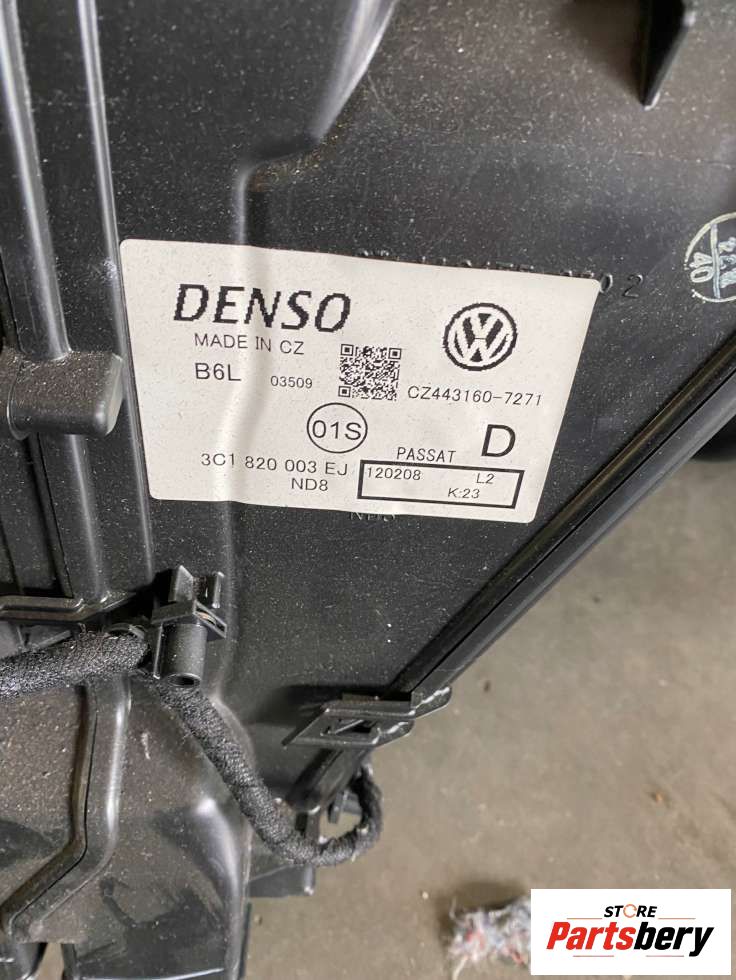 DENSO
MADE IN CZ
B6L 03509
CZ443160-7271
01S
PASSAT D
3C1 820 003 EJ
ND8
120208 L2
K:23
40
STORE
Partsbery